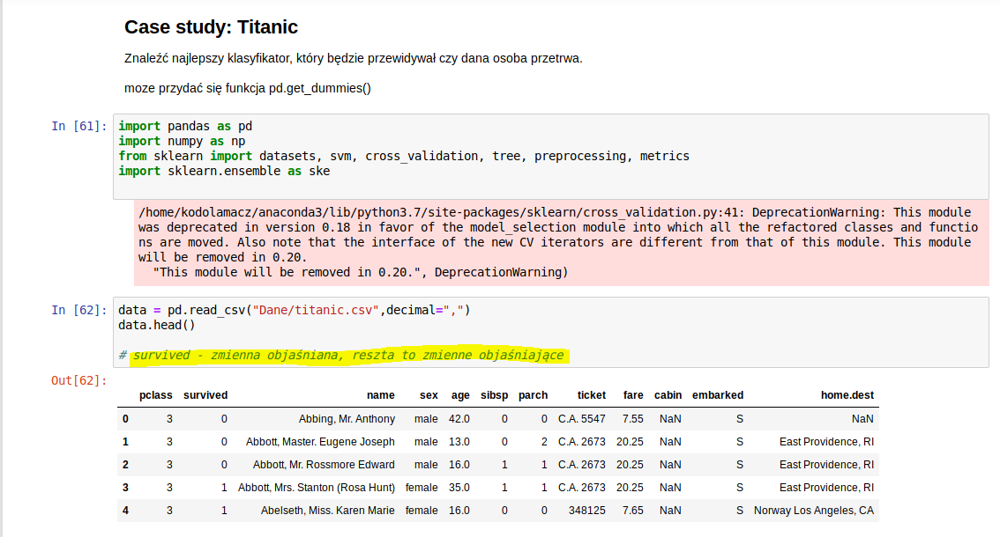 Case study: Titanic
Znaleźć najlepszy klasyfikator, który będzie przewidywał czy dana osoba przetrwa.
moze przydać się funkcja pd.get_dummies()
In [61]: import pandas as pd
import numpy as np
from sklearn import datasets, svm, cross_validation, tree, preprocessing, metrics
import sklearn.ensemble as ske
/home/kodolamacz/anaconda3/lib/python3.7/site-packages/sklearn/cross_validation.py:41: DeprecationWarning: This module
was deprecated in version 0.18 in favor of the model_selection module into which all the refactored classes and functio
ns are moved. Also note that the interface of the new CV iterators are different from that of this module. This module
will be removed in 0.20.
"This module will be removed in 0.20.", DeprecationWarning)
In [62]: data = pd.read_csv("Dane/titanic.csv",decimal=",")
data.head()
# survived - zmienna objaśniana, reszta to zmienne objaśniające
Out[62]:
pclass survived name sex age sibsp parch ticket fare cabin embarked home.dest
0 3 0 Abbing, Mr. Anthony male 42.0 0 0 C.A. 5547 7.55 NaN S NaN
1 3 0 Abbott, Master. Eugene Joseph male 13.0 0 2 C.A. 2673 20.25 NaN S East Providence, RI
2 3 0 Abbott, Mr. Rossmore Edward male 16.0 1 1 C.A. 2673 20.25 NaN S East Providence, RI
3 3 1 Abbott, Mrs. Stanton (Rosa Hunt) female 35.0 1 1 C.A. 2673 20.25 NaN S East Providence, RI
4 3 1 Abelseth, Miss. Karen Marie female 16.0 0 0 348125 7.65 NaN S Norway Los Angeles, CA